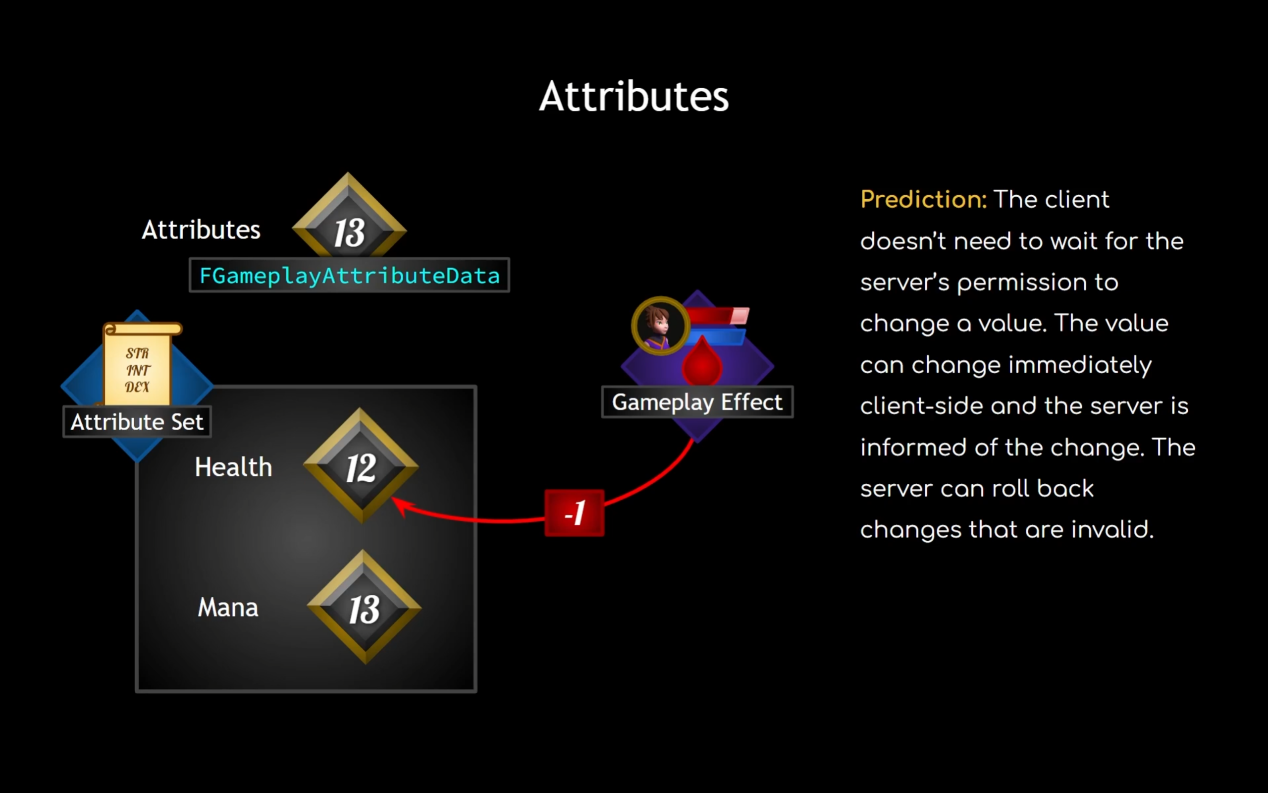 Attributes
Attributes
13
FGameplayAttributeData
STR
INT
DEX
Attribute Set
Health
12
Mana
13
Gameplay Effect
-1
Prediction: The client
doesn't need to wait for the
server's permission to
change a value. The value
can change immediately
client-side and the server is
informed of the change. The
server can roll back
changes that are invalid.